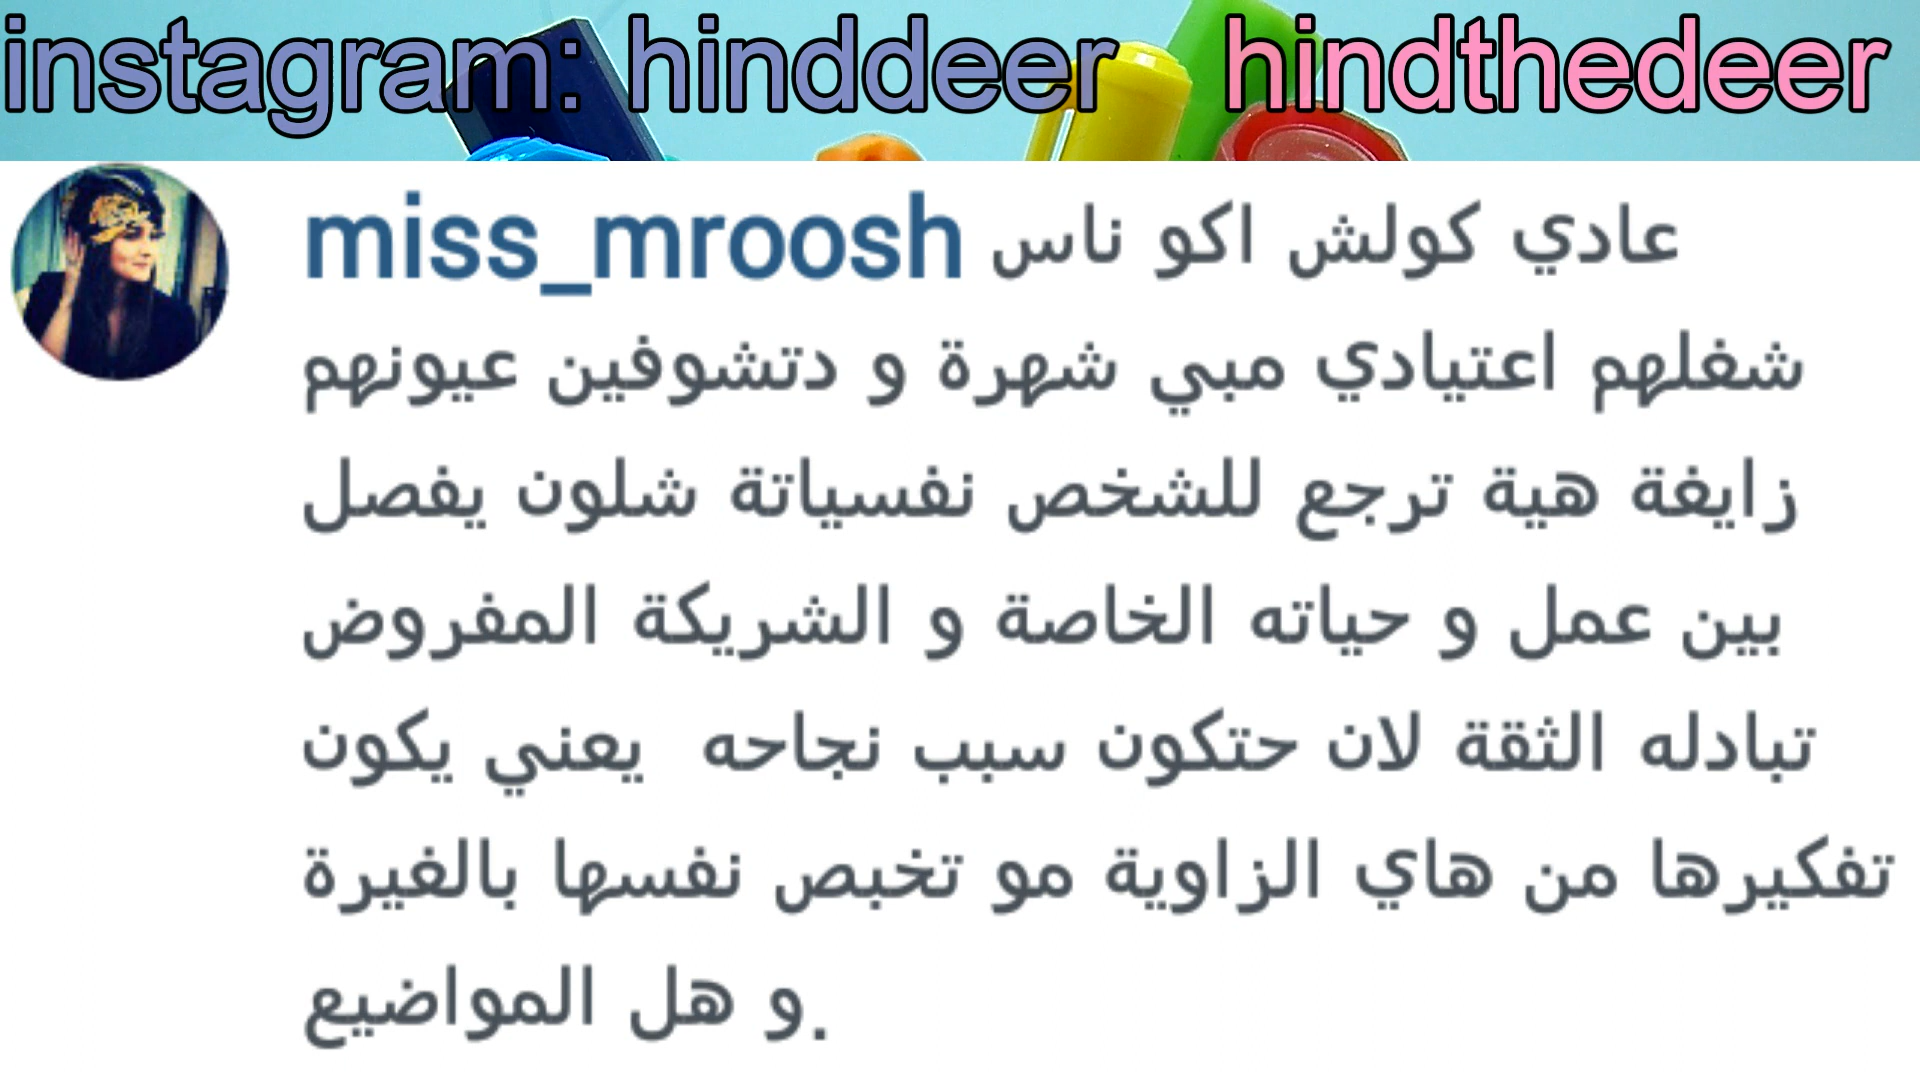 instagram: hinddeer hindthedeer
miss_mroosh عادي كولش اكو ناس
شغلهم اعتيادي مبي شهرة و دتشوفين عيونهم
زايغة هية ترجع للشخص نفسياتة شلون يفصل
بين عمل و حياته الخاصة و الشريكة المفروض
تبادله الثقة لان حتكون سبب نجاحه يعني يكون
تفكيرها من هاي الزاوية مو تخبص نفسها بالغيرة
و هل المواضيع.